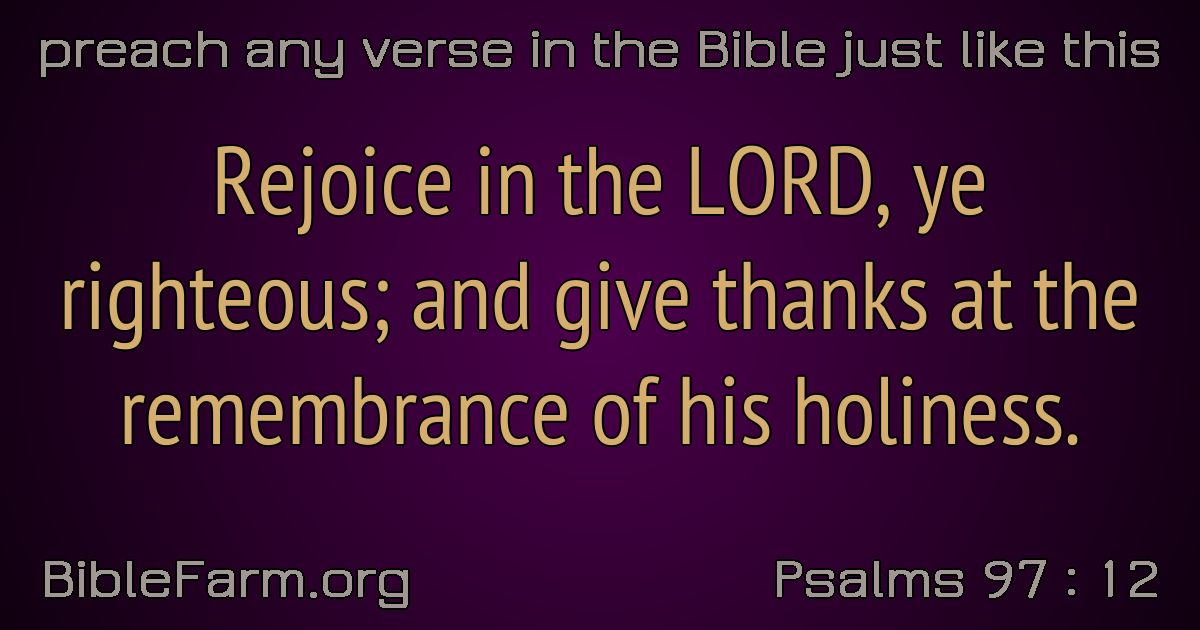 preach any verse in the Bible just like this
Rejoice in the LORD, ye
righteous; and give thanks at the
remembrance of his holiness.
BibleFarm.org
Psalms 97 : 12